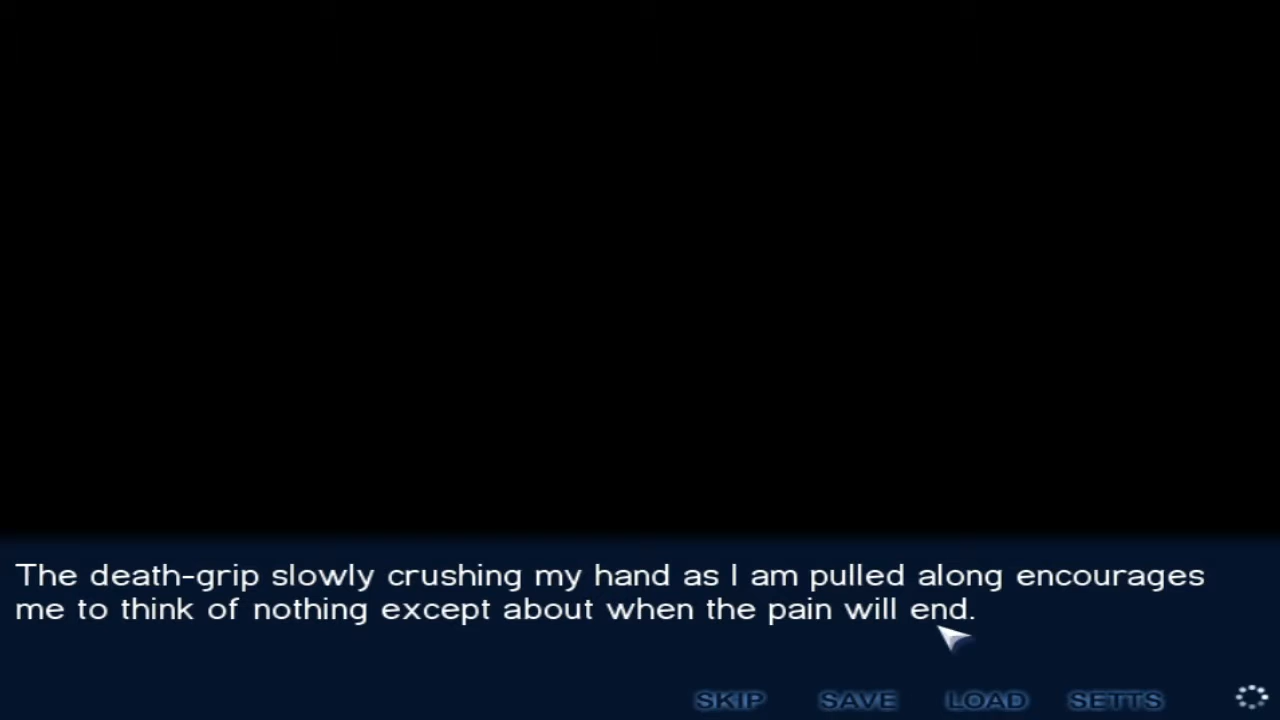 The death-grip slowly crushing my hand as I am pulled along encourages
me to think of nothing except about when the pain will end.
SKIP SAVE LOAD SETTS